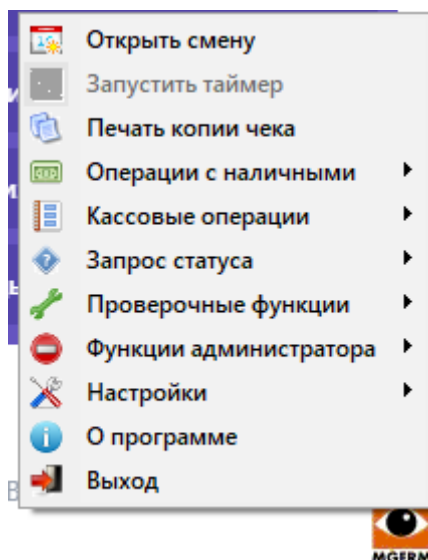 Открыть смену
Запустить таймер
Печать копии чека
Операции с наличными
Кассовые операции
Запрос статуса
Проверочные функции
Функции администратора
Настройки
О программе
Выход
MGERM